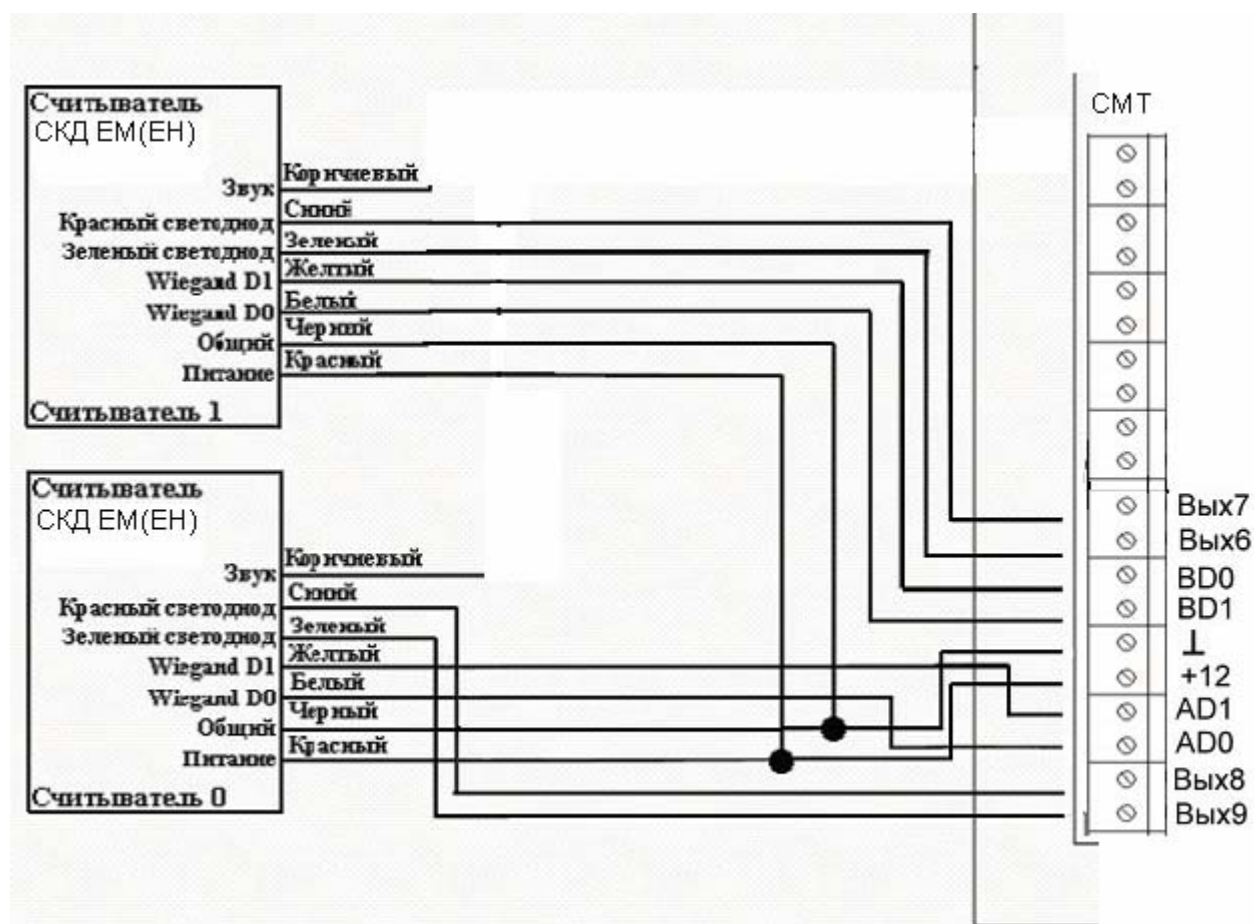 Считыватель
СКД ЕМ(ЕН)
Звук
Коричневый
Красный светодиод
Синий
Зеленый светодиод
Зеленый
Wiegand D1
Желтый
Wiegand D0
Белый
Общий
Черный
Питание
Красный
Считыватель 1
Считыватель
СКД ЕМ(ЕН)
Звук
Коричневый
Красный светодиод
Синий
Зеленый светодиод
Зеленый
Wiegand D1
Желтый
Wiegand D0
Белый
Общий
Черный
Питание
Красный
Считыватель 0
СМТ
Вых7
Вых6
BD0
BD1
⊥
+12
AD1
AD0
Вых8
Вых9